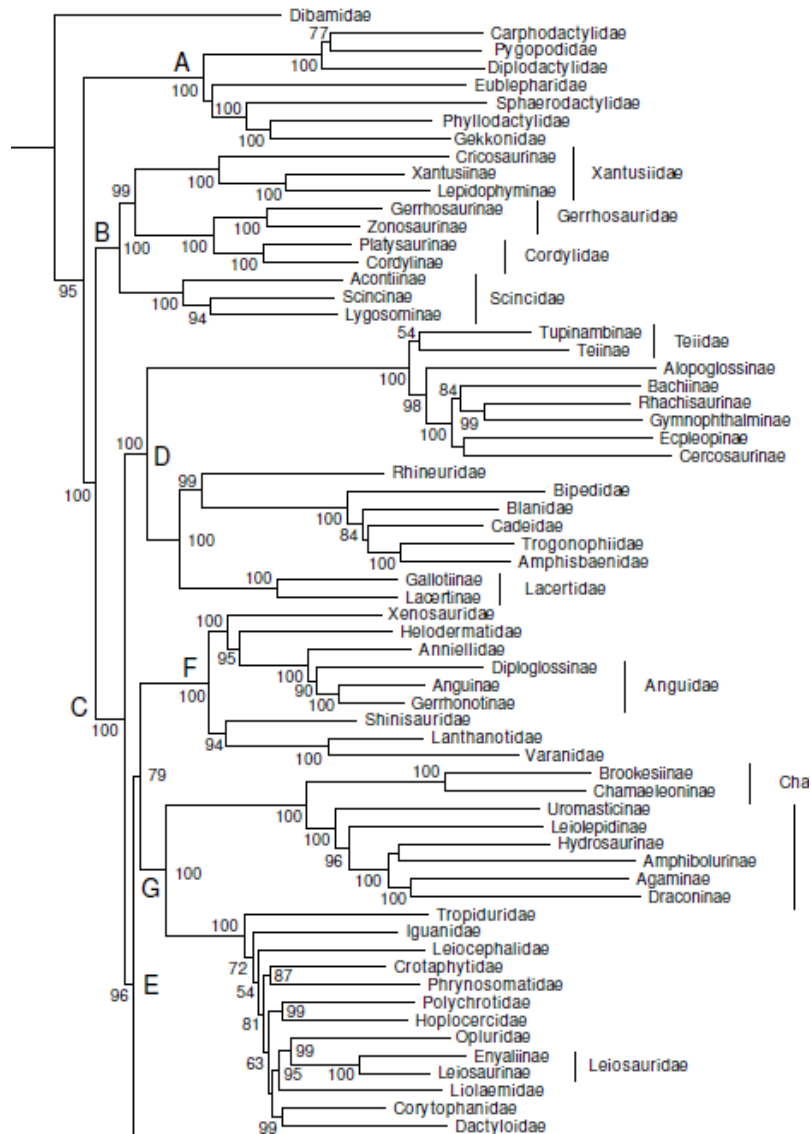 Dibamidae
77
Carphodactylidae
Pygopodidae
A
100
Diplodactylidae
100
Eublepharidae
100
Sphaerodactylidae
Phyllodactylidae
100
Gekkonidae
Cricosaurinae
99
100
Xantusiinae
Xantusiidae
100
Lepidophyminae
Gerrhosaurinae
Gerrhosauridae
B
100
100
Zonosaurinae
100
Platysaurinae
Cordylidae
100
Cordylinae
95
Acontiinae
100
Scincinae
Scincidae
94
Lygosominae
54
Tupinambinae
Teiidae
Teiinae
100
Alopoglossinae
84
Bachiinae
98
Rhachisaurinae
99
Gymnophthalminae
100
100
Ecpleopinae
D
Cercosaurinae
99
Rhineuridae
100
Bipedidae
100
Blanidae
84
Cadeidae
100
Trogonophiidae
100
Amphisbaenidae
100
Gallotiinae
Lacertidae
Lacertinae
100
Xenosauridae
95
Helodermatidae
F
Anniellidae
100
Diploglossinae
100
90
Anguinae
Anguidae
100
Gerrhonotinae
C
100
Shinisauridae
94
Lanthanotidae
100
Varanidae
79
100
Brookesiinae
Cha
Chamaeleoninae
100
Uromasticinae
100
Leiolepidinae
96
Hydrosaurinae
Amphibolurinae
G
100
100
Agaminae
100
Draconinae
100
Tropiduridae
Iguanidae
72
Leiocephalidae
87
Crotaphytidae
96
E
54
Phrynosomatidae
99
Polychrotidae
81
Hoplocercidae
99
Opluridae
63
Enyaliinae
Leiosauridae
95
100
Leiosaurinae
Liolaemidae
Corytophanidae
99
Dactyloidae